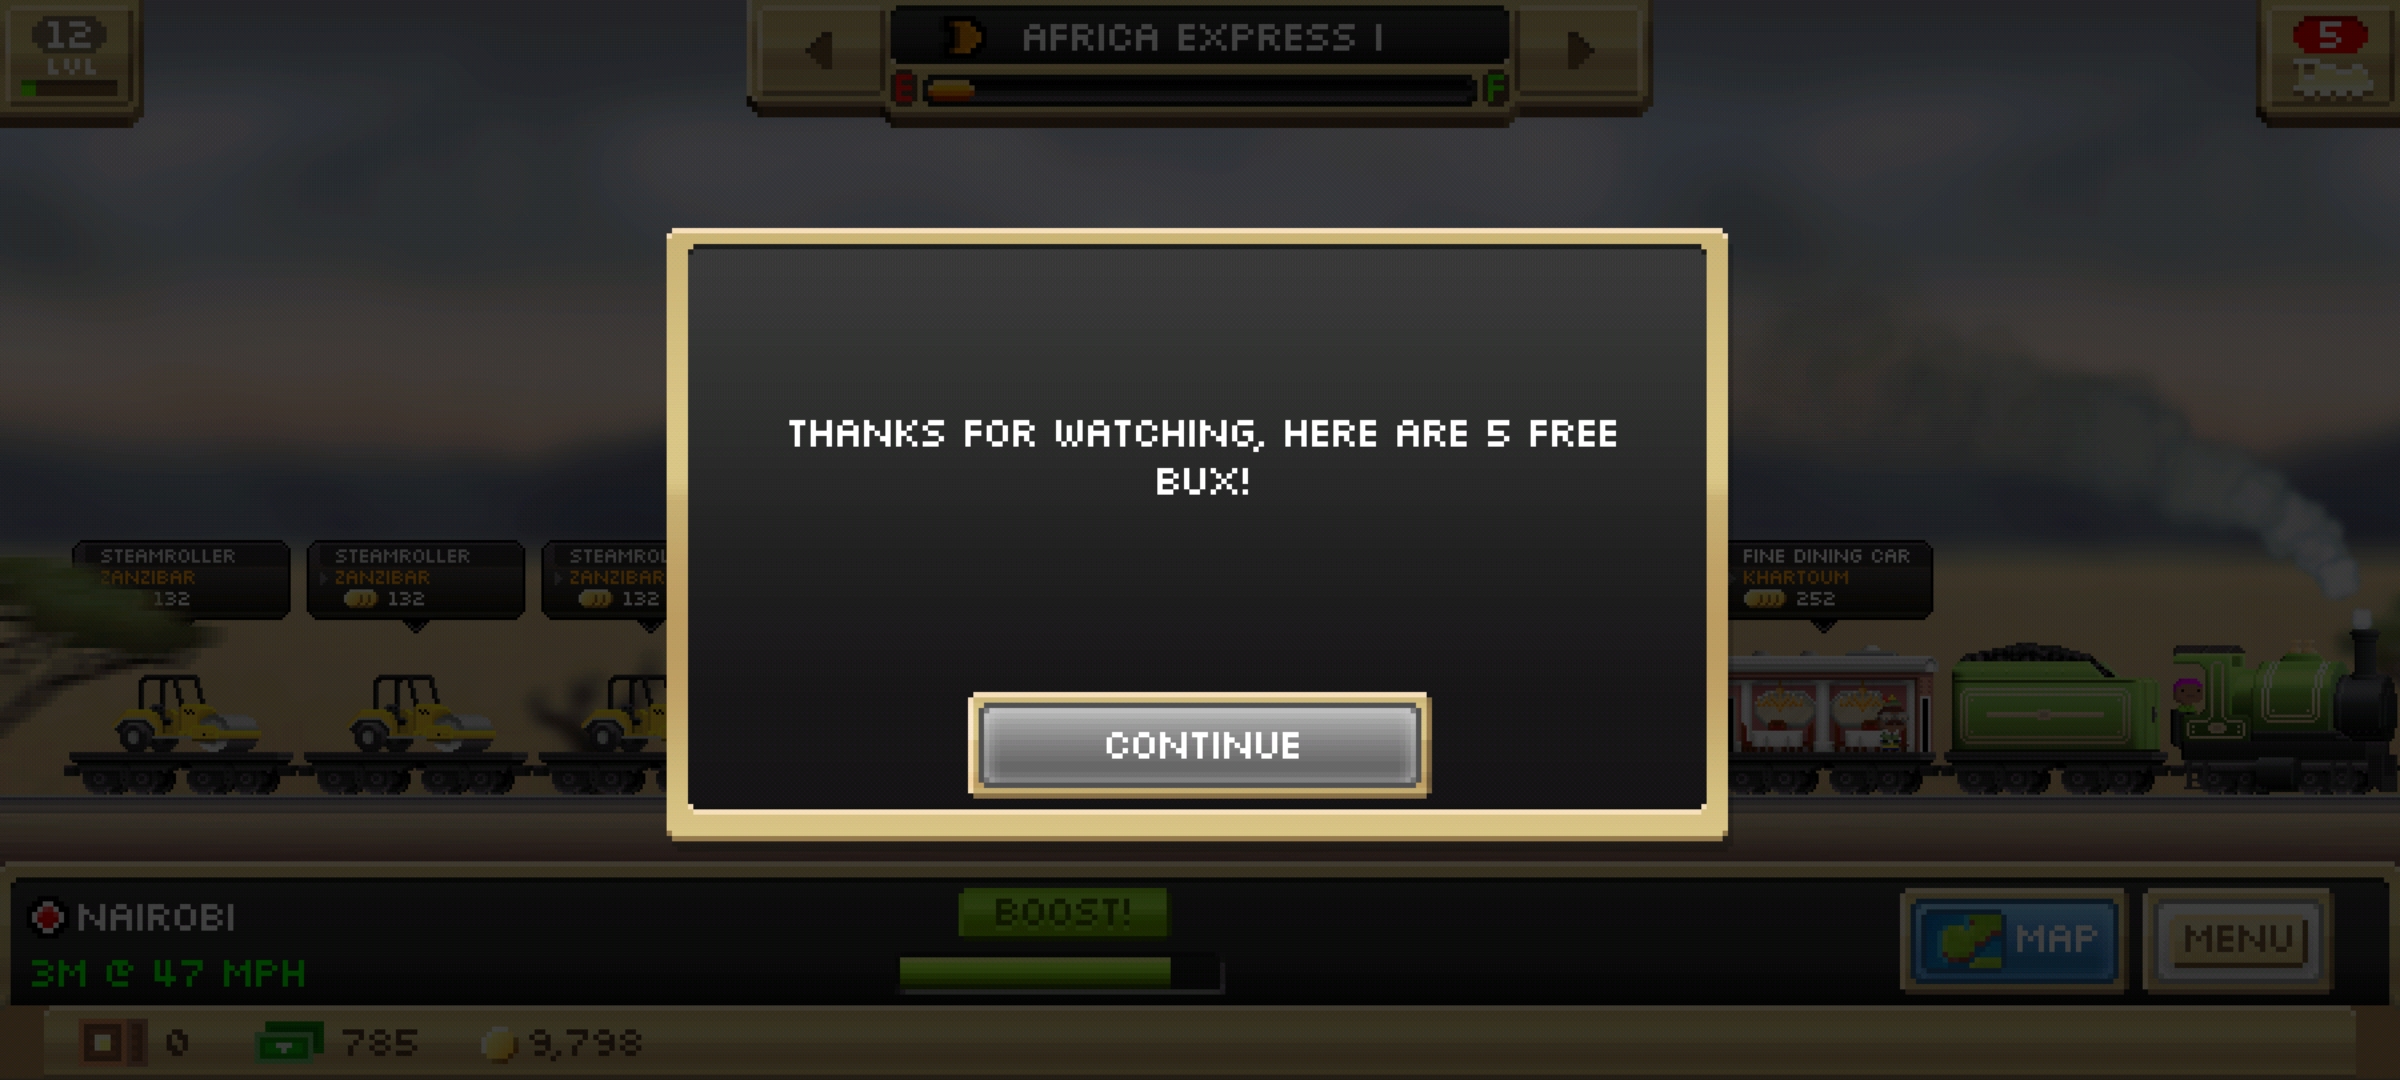 12
LVL
AFRICA EXPRESS I
E
F
5
THANKS FOR WATCHING, HERE ARE 5 FREE
BUX!
CONTINUE
STEAMROLLER
ZANZIBAR
132
STEAMROLLER
ZANZIBAR
132
STEAMROL
ZANZIBAR
132
FINE DINING CAR
KHARTOUM
252
NAIROBI
3M @ 47 MPH
BOOST!
MAP
MENU
0
785
9,798